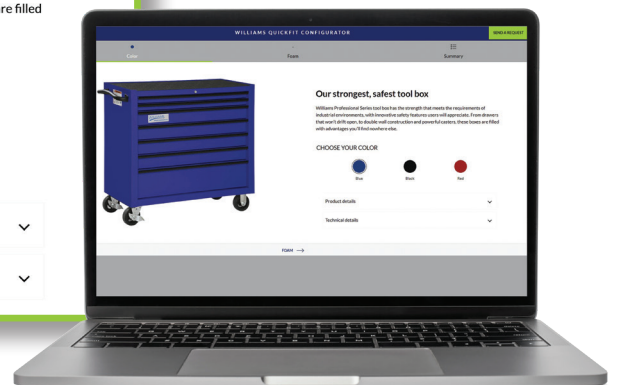 re filled
WILLIAMS QUICKFIT CONFIGURATOR
SEND A REQUEST
Color
Foam
Summary
Our strongest, safest tool box
Williams Professional Series tool box has the strength that meets the requirements of
industrial environments, with innovative safety features users will appreciate. From drawers
that won't drift open, to double wall construction and powerful casters, these boxes are filled
with advantages you'll find nowhere else.
CHOOSE YOUR COLOR
Blue
Black
Red
Product details
Technical details
FOAM →